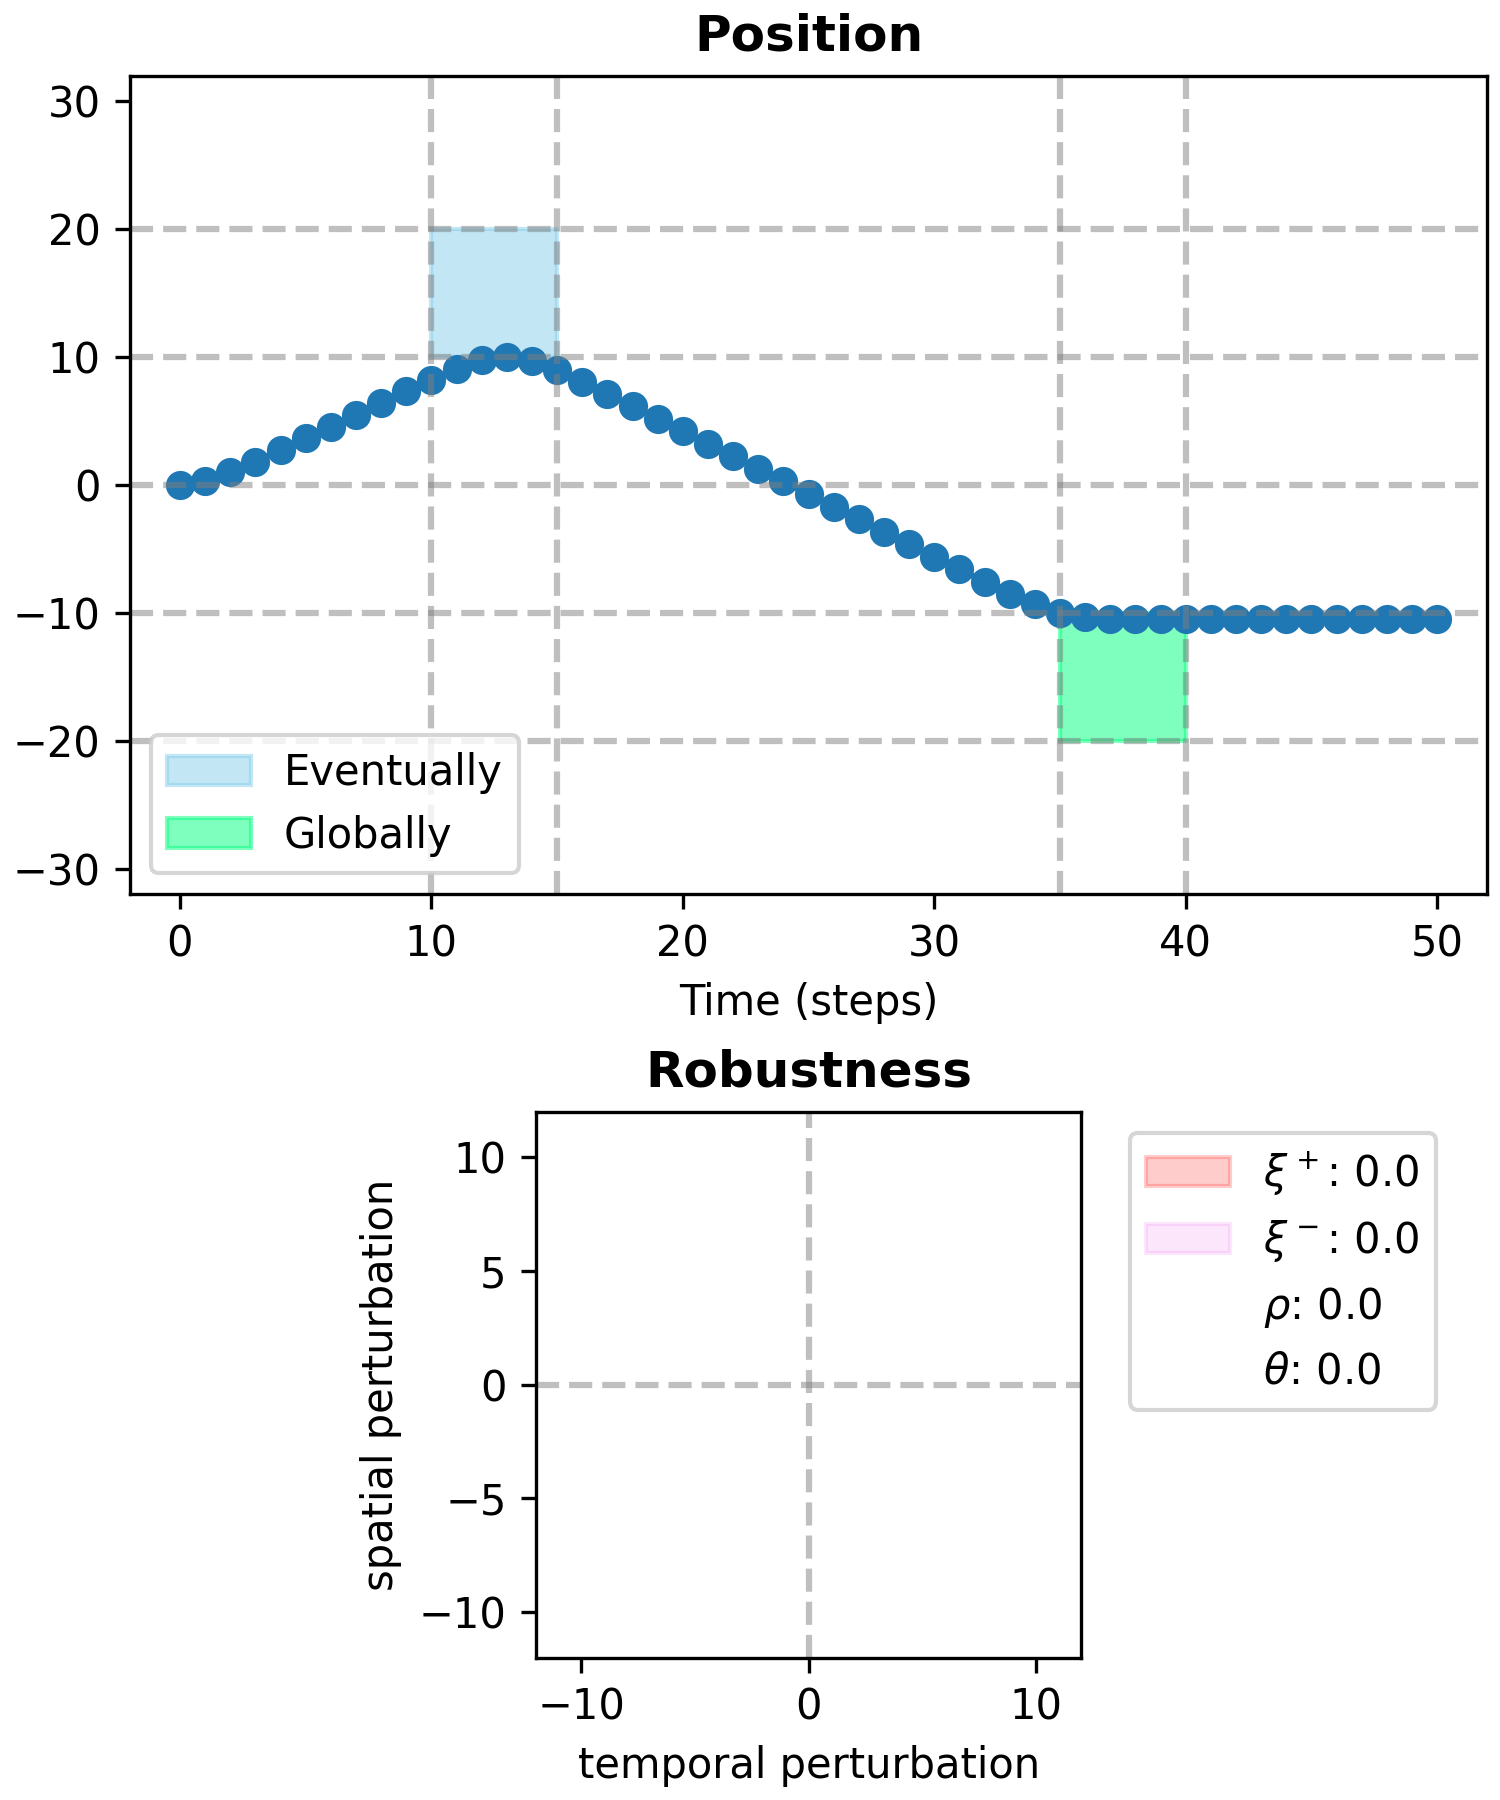 Position
30
20
10
0
−10
−20
−30
Eventually
Globally
0 10 20 30 40 50
Time (steps)
Robustness
spatial perturbation
10
5
0
−5
−10
−10 0 10
temporal perturbation
ξ⁺: 0.0
ξ⁻: 0.0
ρ: 0.0
θ: 0.0